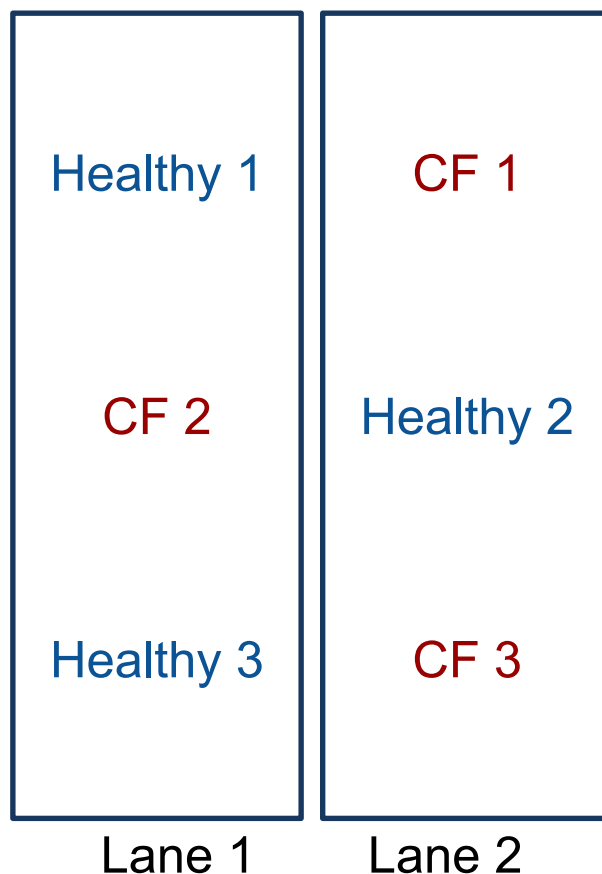 Healthy 1
CF 2
Healthy 3
Lane 1
CF 1
Healthy 2
CF 3
Lane 2